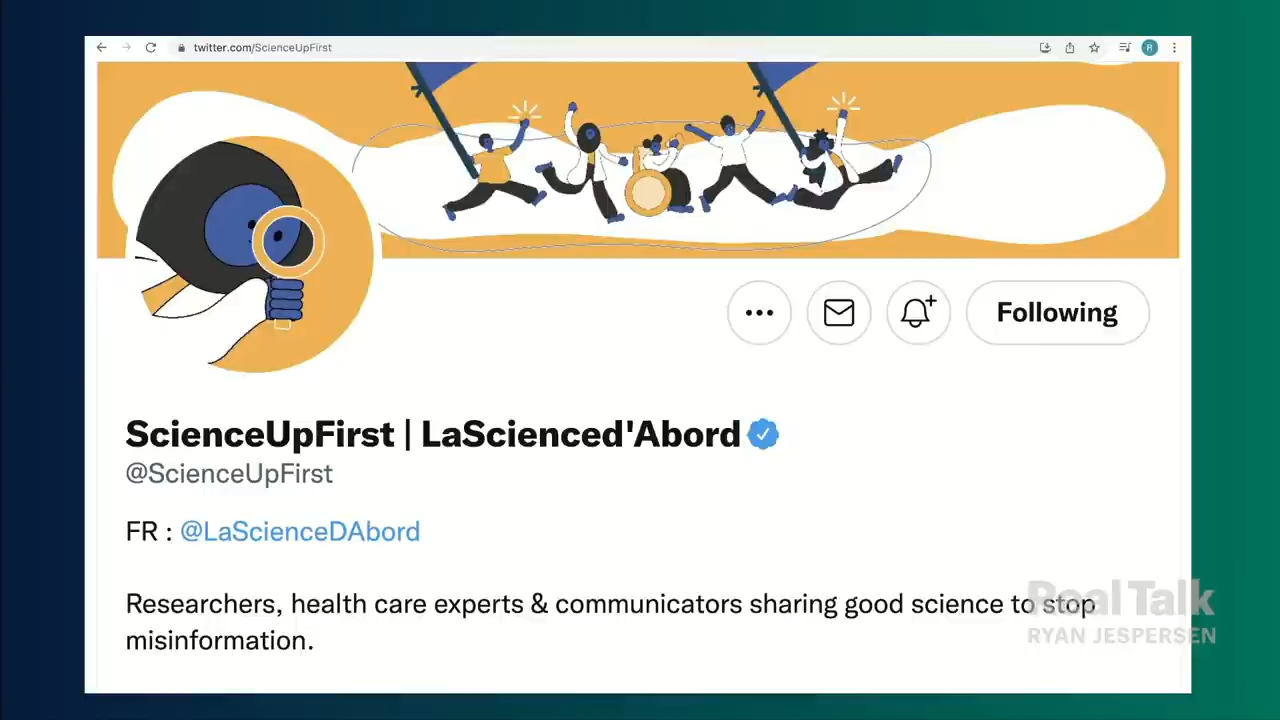 twitter.com/ScienceUpFirst
R
Following
ScienceUpFirst | LaScienced'Abord
@ScienceUpFirst
FR : @LaScienceDAbord
Researchers, health care experts & communicators sharing good science to stop
misinformation.
Real Talk
RYAN JESPERSEN